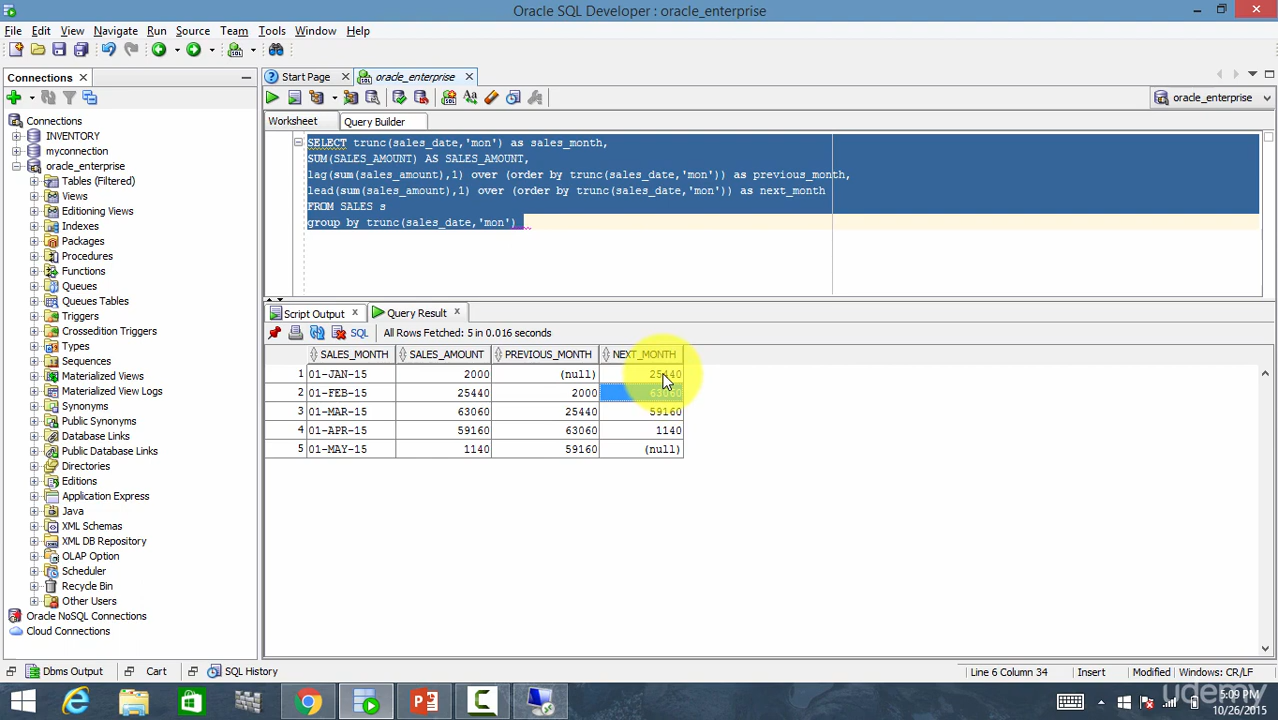 Oracle SQL Developer : oracle_enterprise
File Edit View Navigate Run Source Team Tools Window Help
Connections
Start Page
oracle_enterprise
oracle_enterprise
Worksheet
Query Builder
Connections
INVENTORY
myconnection
oracle_enterprise
Tables (Filtered)
Views
Editioning Views
Indexes
Packages
Procedures
Functions
Queues
Queues Tables
Triggers
Crossedition Triggers
Types
Sequences
Materialized Views
Materialized View Logs
Synonyms
Public Synonyms
Database Links
Public Database Links
Directories
Editions
Application Express
Java
XML Schemas
XML DB Repository
OLAP Option
Scheduler
Recycle Bin
Other Users
Oracle NoSQL Connections
Cloud Connections
SELECT trunc(sales_date,'mon') as sales_month,
SUM(SALES_AMOUNT) AS SALES_AMOUNT,
lag(sum(sales_amount),1) over (order by trunc(sales_date,'mon')) as previous_month,
lead(sum(sales_amount),1) over (order by trunc(sales_date,'mon')) as next_month
FROM SALES s
group by trunc(sales_date,'mon')
Script Output
Query Result
SQL All Rows Fetched: 5 in 0.016 seconds
SALES_MONTH SALES_AMOUNT PREVIOUS_MONTH NEXT_MONTH
1 01-JAN-15 2000 (null) 25440
2 01-FEB-15 25440 2000 63060
3 01-MAR-15 63060 25440 59160
4 01-APR-15 59160 63060 1140
5 01-MAY-15 1140 59160 (null)
Dbms Output
Cart
SQL History
Line 6 Column 34
Insert
Modified
Windows: CR/LF
udemy
5:09 PM
10/26/2015